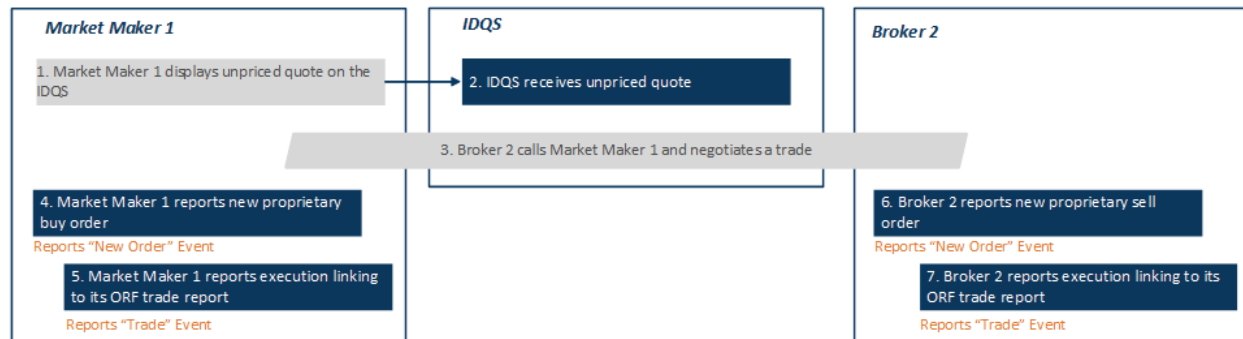 Market Maker 1
IDQS
Broker 2
1. Market Maker 1 displays unpriced quote on the
IDQS
2. IDQS receives unpriced quote
3. Broker 2 calls Market Maker 1 and negotiates a trade
4. Market Maker 1 reports new proprietary
buy order
Reports “New Order” Event
5. Market Maker 1 reports execution linking
to its ORF trade report
Reports “Trade” Event
6. Broker 2 reports new proprietary sell
order
Reports “New Order” Event
7. Broker 2 reports execution linking to its
ORF trade report
Reports “Trade” Event